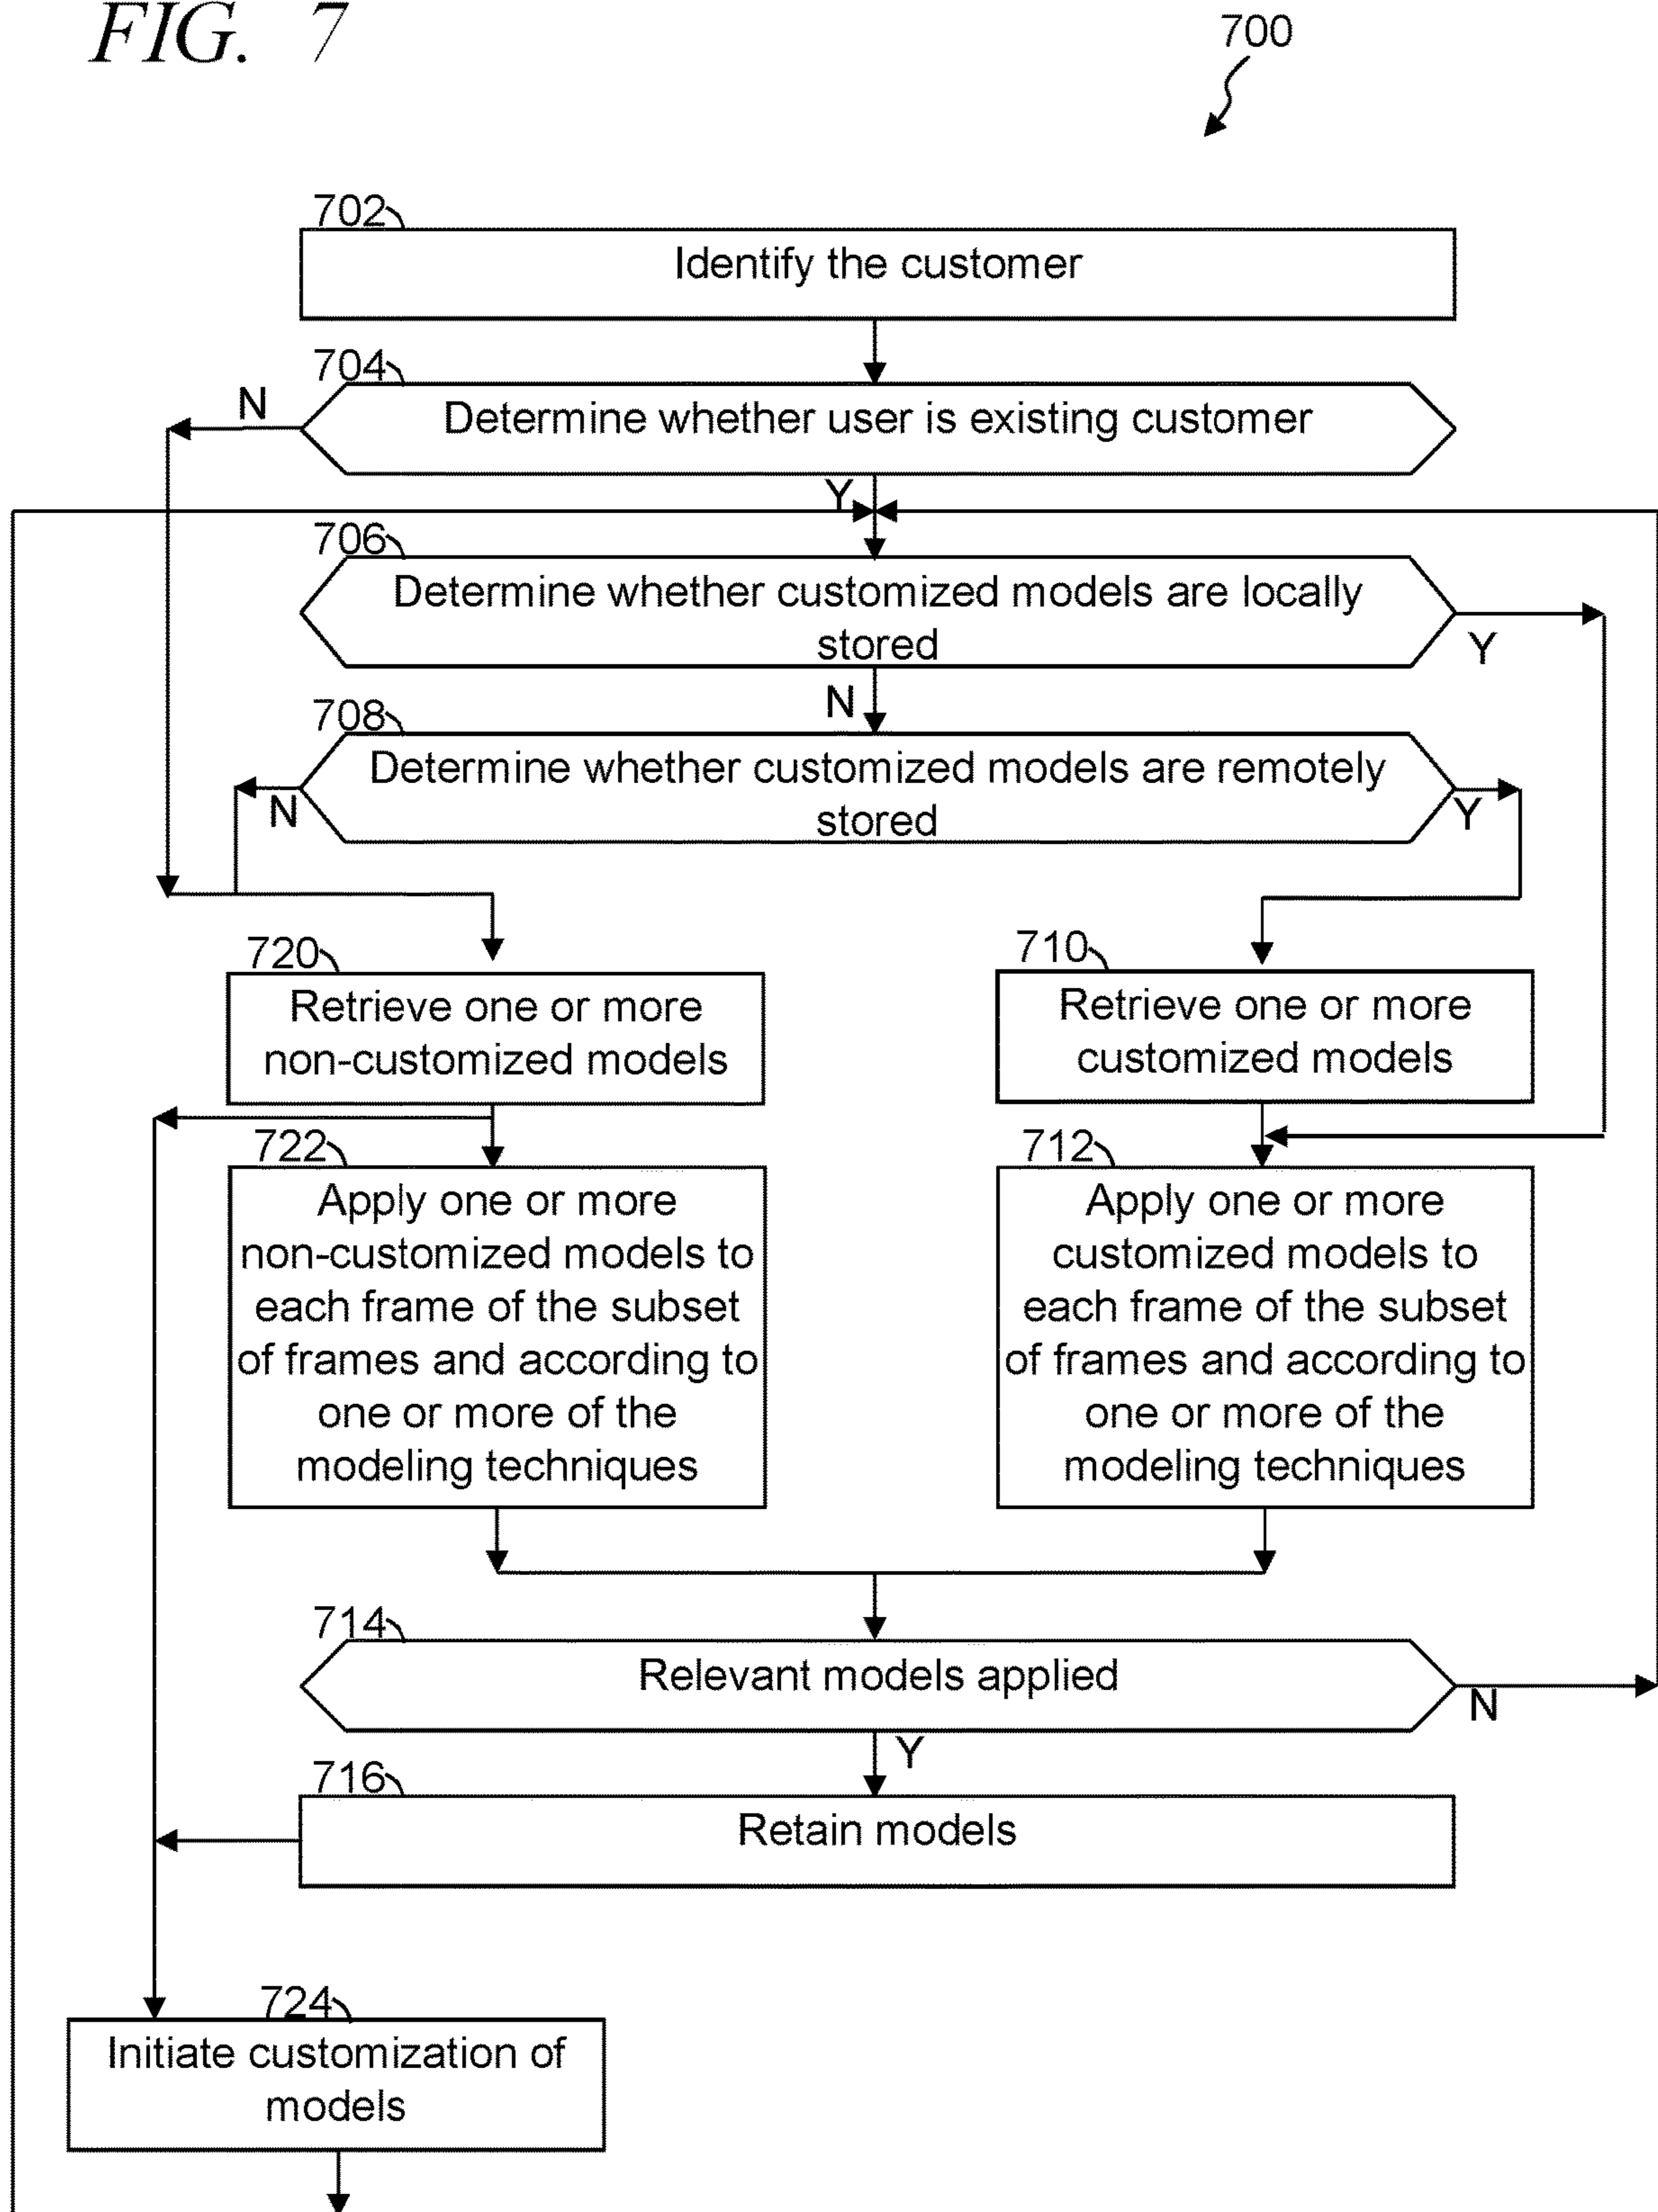 FIG. 7
700
702
Identify the customer
704
N
Determine whether user is existing customer
Y
706
Determine whether customized models are locally
stored
Y
N
708
Determine whether customized models are remotely
stored
N
Y
720
Retrieve one or more
non-customized models
710
Retrieve one or more
customized models
722
Apply one or more
non-customized models to
each frame of the subset
of frames and according to
one or more of the
modeling techniques
712
Apply one or more
customized models to
each frame of the subset
of frames and according to
one or more of the
modeling techniques
714
Relevant models applied
N
Y
716
Retain models
724
Initiate customization of
models